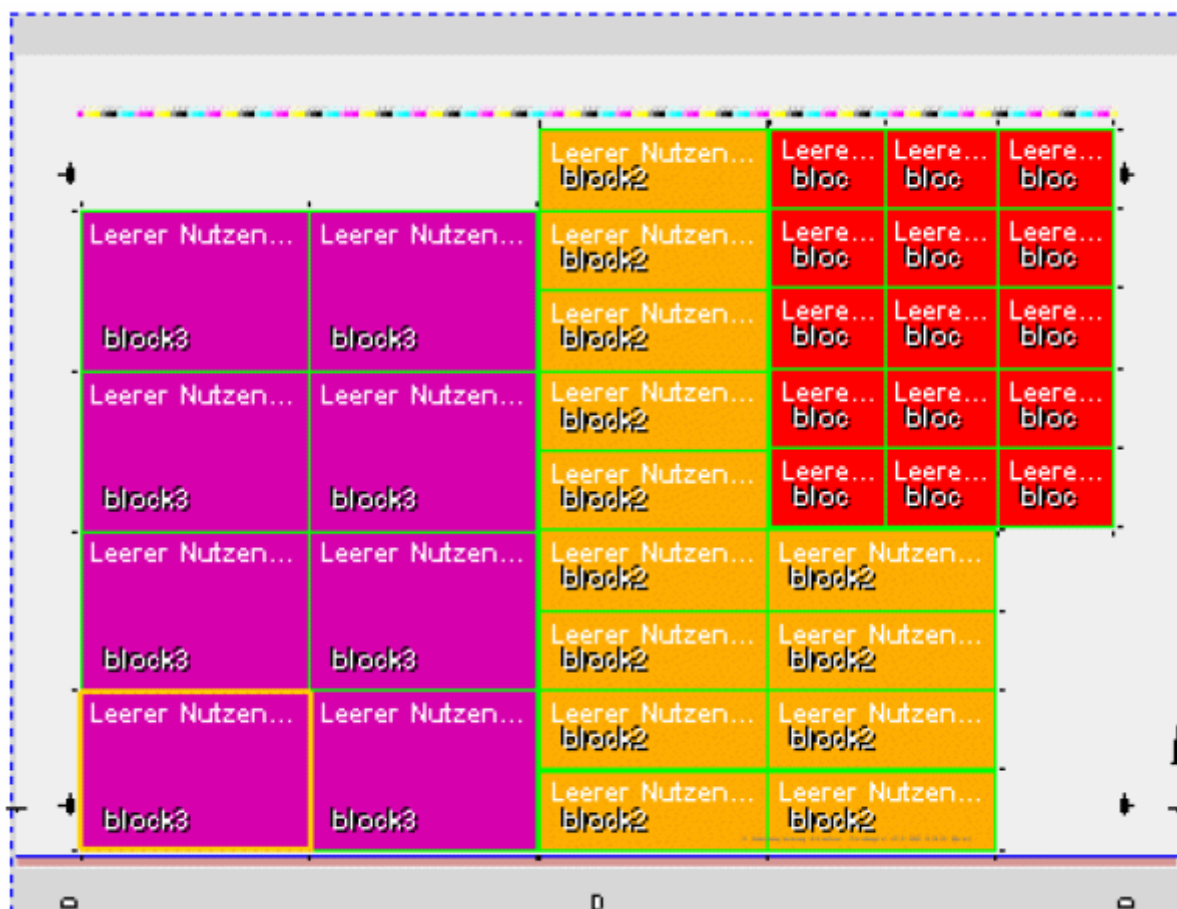 Leerer Nutzen... Leere... Leere... Leere...
block2 bloc bloc bloc
Leerer Nutzen... Leerer Nutzen... Leerer Nutzen... Leere... Leere... Leere...
block2 bloc bloc bloc
Leerer Nutzen... Leere... Leere... Leere...
block3 block3 block2 bloc bloc bloc
Leerer Nutzen... Leerer Nutzen... Leerer Nutzen... Leere... Leere... Leere...
block2 bloc bloc bloc
Leerer Nutzen... Leere... Leere... Leere...
block3 block3 block2 bloc bloc bloc
Leerer Nutzen... Leerer Nutzen... Leerer Nutzen... Leerer Nutzen...
block2 block2
Leerer Nutzen... Leerer Nutzen...
block3 block3 block2 block2
Leerer Nutzen... Leerer Nutzen... Leerer Nutzen... Leerer Nutzen...
block2 block2
Leerer Nutzen... Leerer Nutzen...
block3 block3 block2 block2